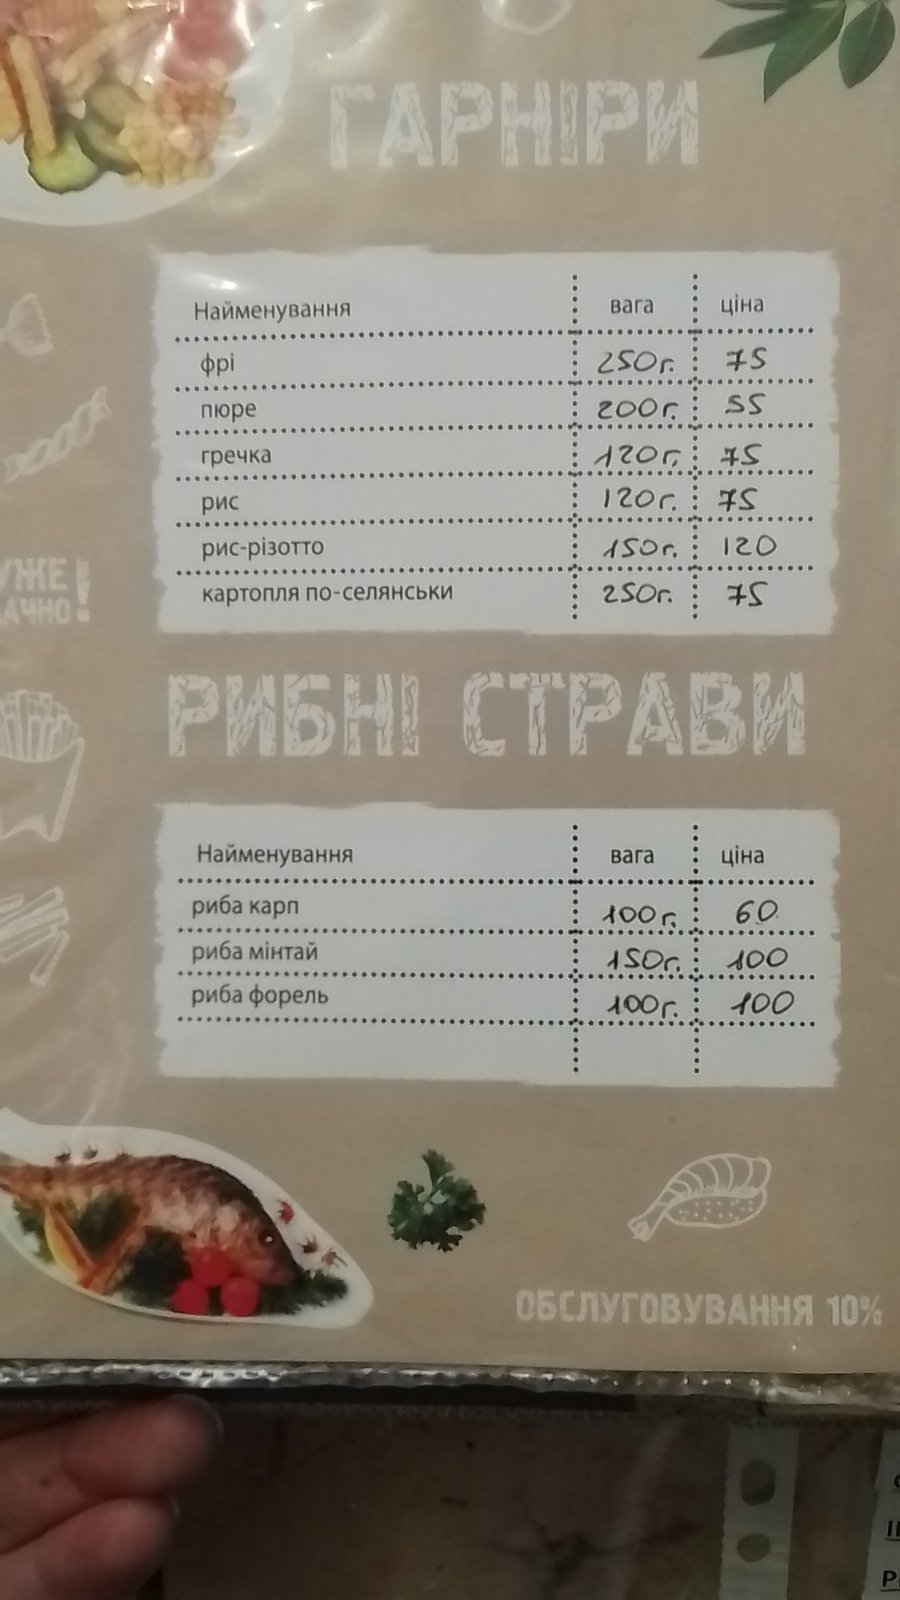 ГАРНІРИ
Найменування вага ціна
фрі 250г. 75
пюре 200г. 55
гречка 120г. 75
рис 120г. 75
рис-різотто 150г. 120
картопля по-селянськи 250г. 75
РИБНІ СТРАВИ
Найменування вага ціна
риба карп 100г. 60
риба мінтай 150г. 100
риба форель 100г. 100
ОБСЛУГОВУВАННЯ 10%